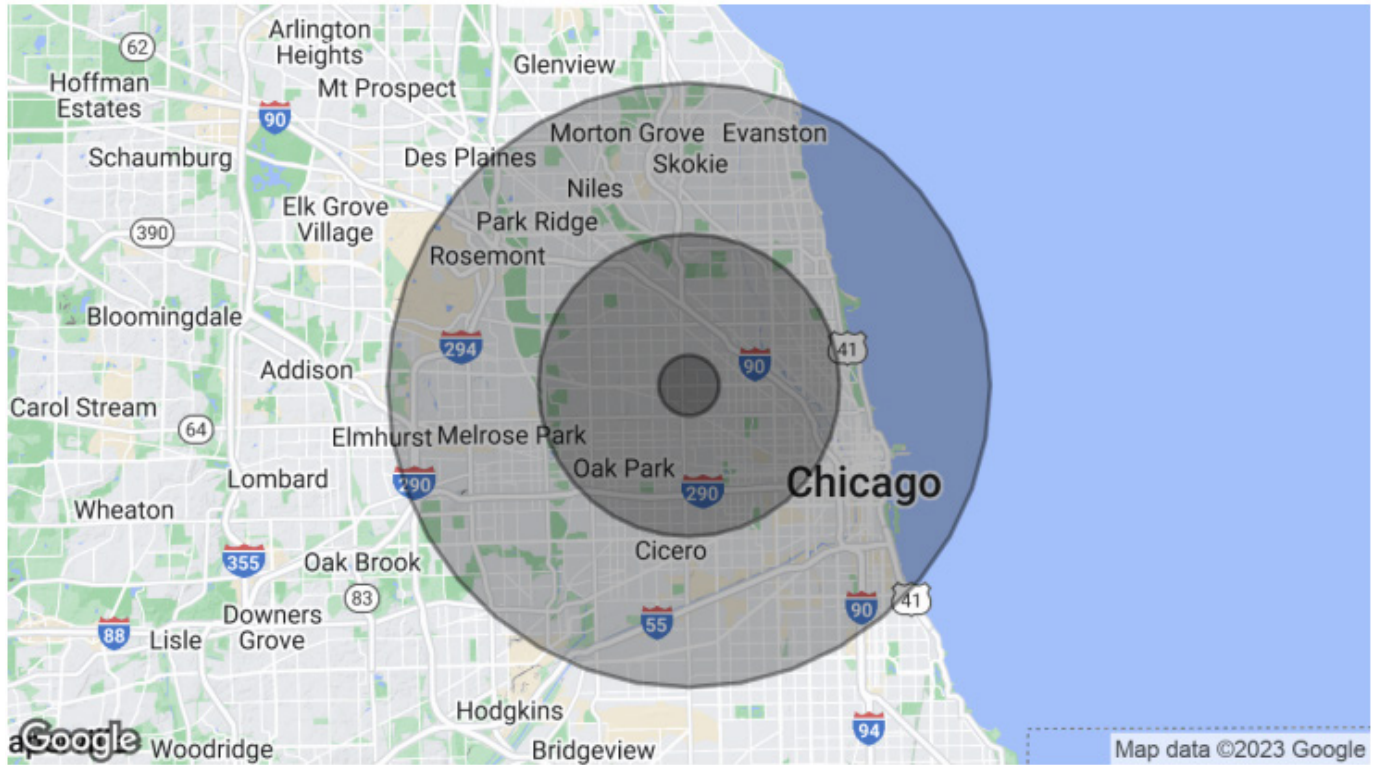 Arlington
Heights
62
Glenview
Hoffman
Estates
Mt Prospect
90
Morton Grove
Evanston
Schaumburg
Des Plaines
Skokie
Niles
Elk Grove
Village
Park Ridge
390
Rosemont
Bloomingdale
294
41
90
Addison
Carol Stream
64
Elmhurst
Melrose Park
Oak Park
Lombard
290
290
Chicago
Wheaton
Cicero
355
Oak Brook
83
41
90
Downers
Grove
55
88
Lisle
Hodgkins
94
Google
Woodridge
Bridgeview
Map data ©2023 Google